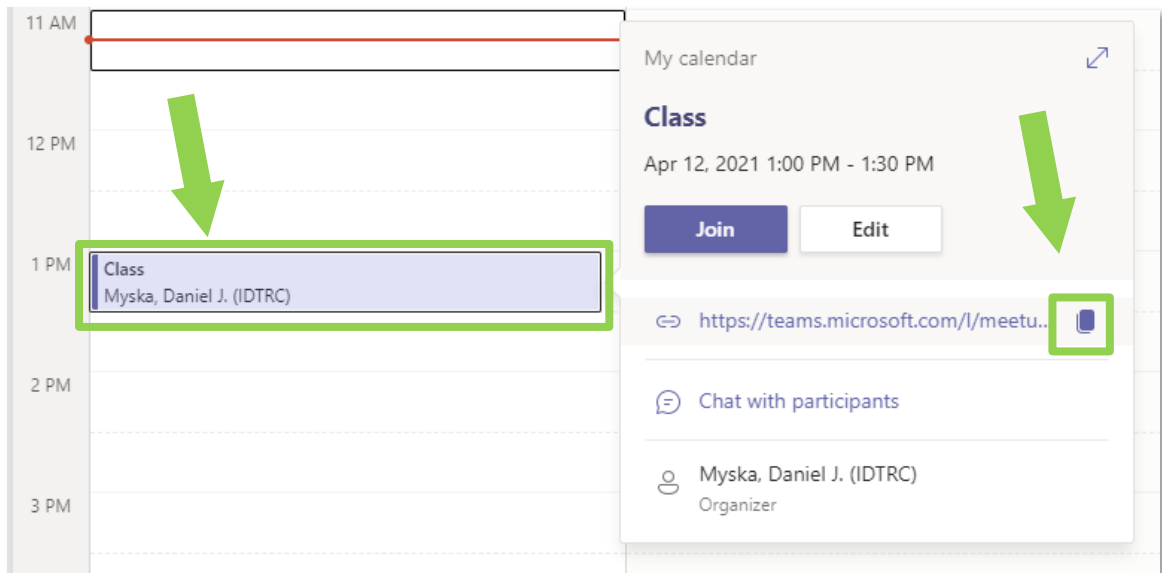 11 AM
12 PM
1 PM
Class
Myska, Daniel J. (IDTRC)
2 PM
3 PM
My calendar
Class
Apr 12, 2021 1:00 PM - 1:30 PM
Join
Edit
https://teams.microsoft.com/l/meetu...
Chat with participants
Myska, Daniel J. (IDTRC)
Organizer